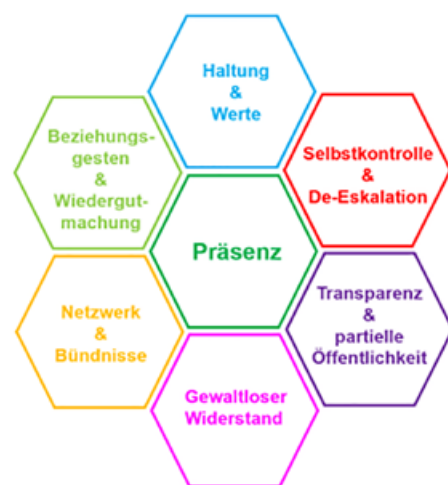 Haltung
&
Werte
Beziehungs-
gesten
&
Wiedergut-
machung
Selbstkontrolle
&
De-Eskalation
Präsenz
Netzwerk
&
Bündnisse
Transparenz
&
partielle
Öffentlichkeit
Gewaltloser
Widerstand